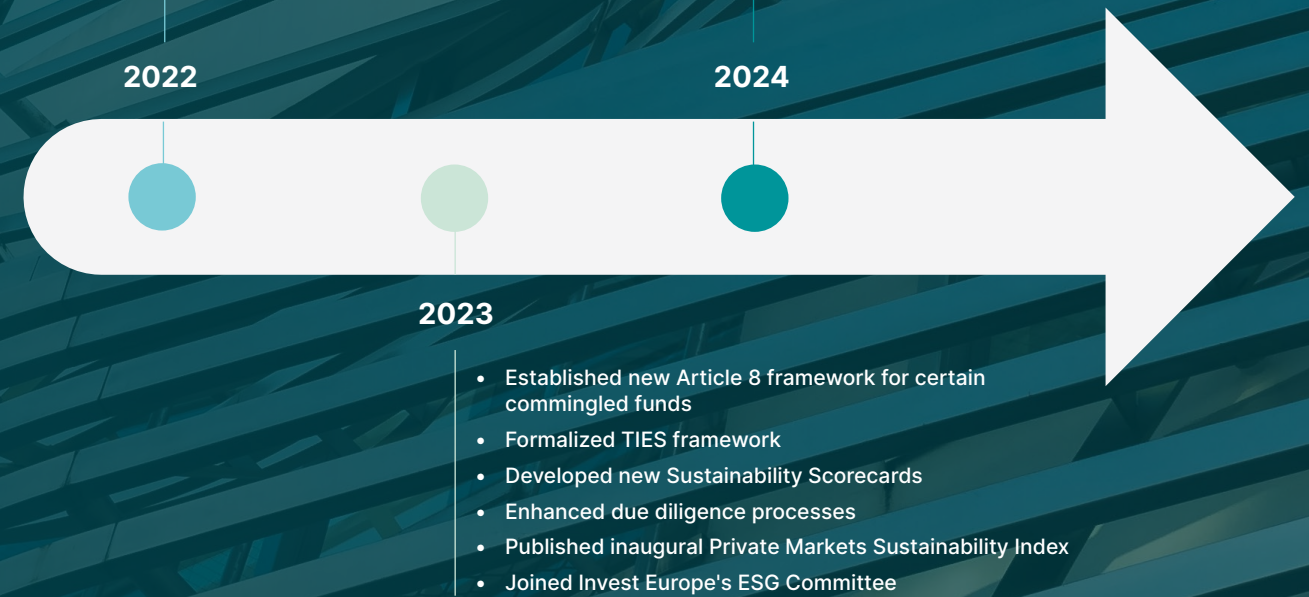 2022
2024
2023
• Established new Article 8 framework for certain
commingled funds
• Formalized TIES framework
• Developed new Sustainability Scorecards
• Enhanced due diligence processes
• Published inaugural Private Markets Sustainability Index
• Joined Invest Europe's ESG Committee